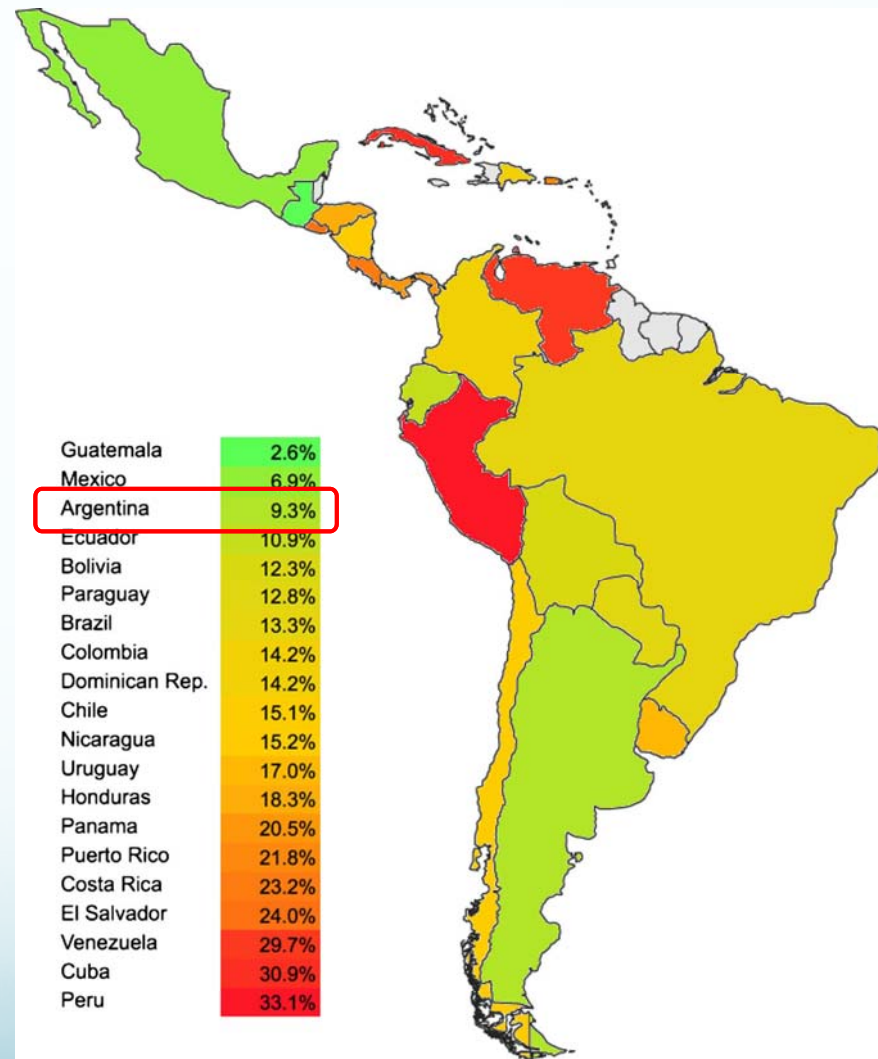 Guatemala 2.6%
Mexico 6.9%
Argentina 9.3%
Ecuador 10.9%
Bolivia 12.3%
Paraguay 12.8%
Brazil 13.3%
Colombia 14.2%
Dominican Rep. 14.2%
Chile 15.1%
Nicaragua 15.2%
Uruguay 17.0%
Honduras 18.3%
Panama 20.5%
Puerto Rico 21.8%
Costa Rica 23.2%
El Salvador 24.0%
Venezuela 29.7%
Cuba 30.9%
Peru 33.1%